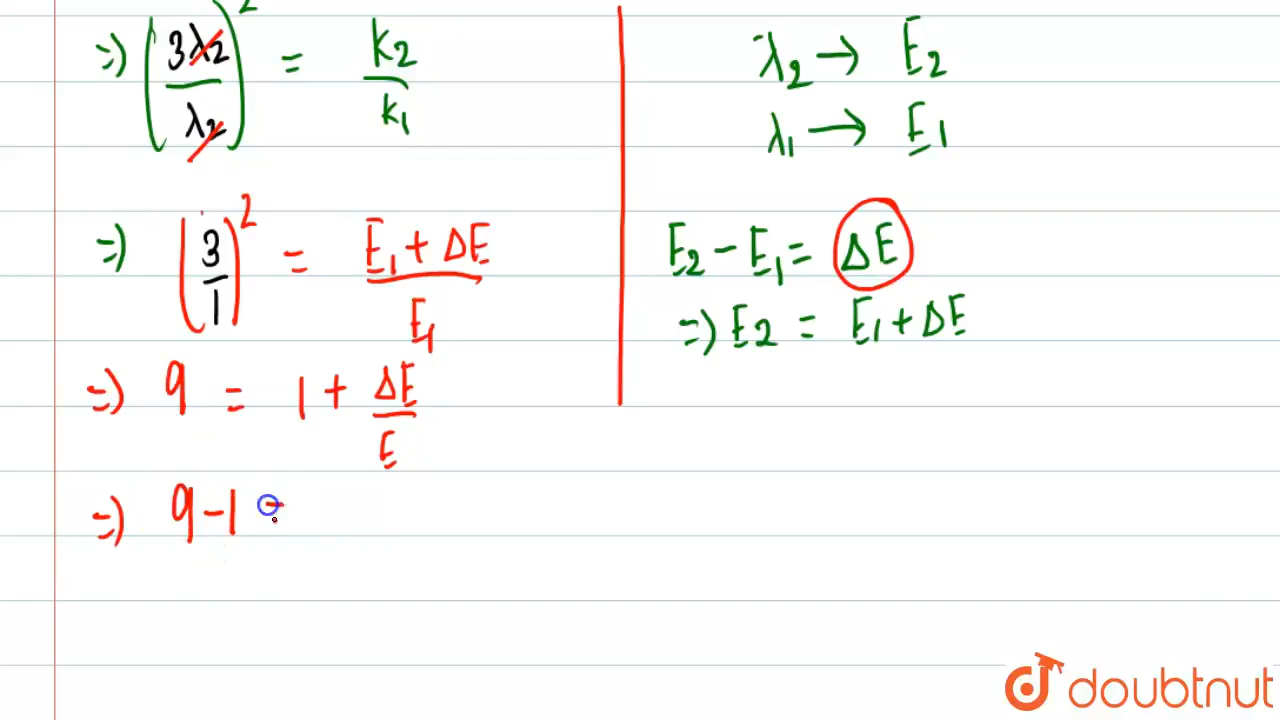 => (3λ2/λ2)^2 = K2/K1
=> (3/1)^2 = E1 + ΔE/E1
=> 9 = 1 + ΔE/E
=> 9 - 1 =
λ2 → E2
λ1 → E1
E2 - E1 = ΔE
=> E2 = E1 + ΔE
doubtnut